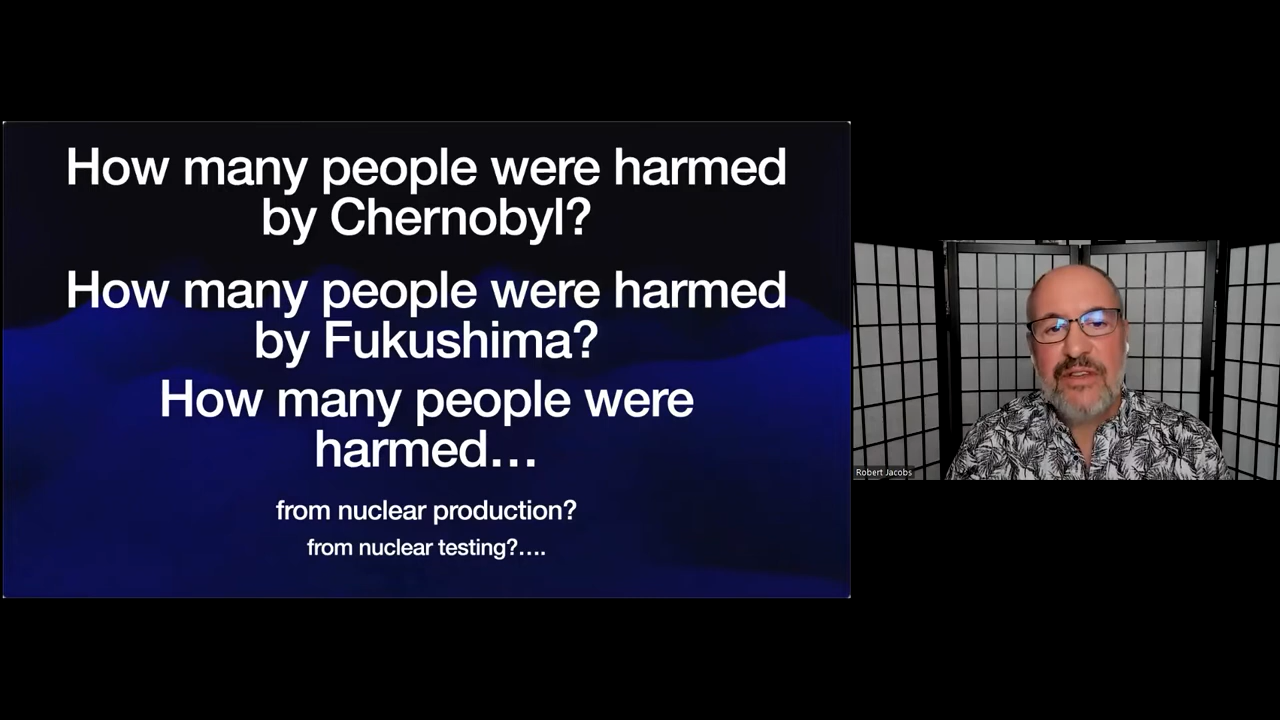 How many people were harmed
by Chernobyl?
How many people were harmed
by Fukushima?
How many people were
harmed...
from nuclear production?
from nuclear testing?....
Robert Jacobs